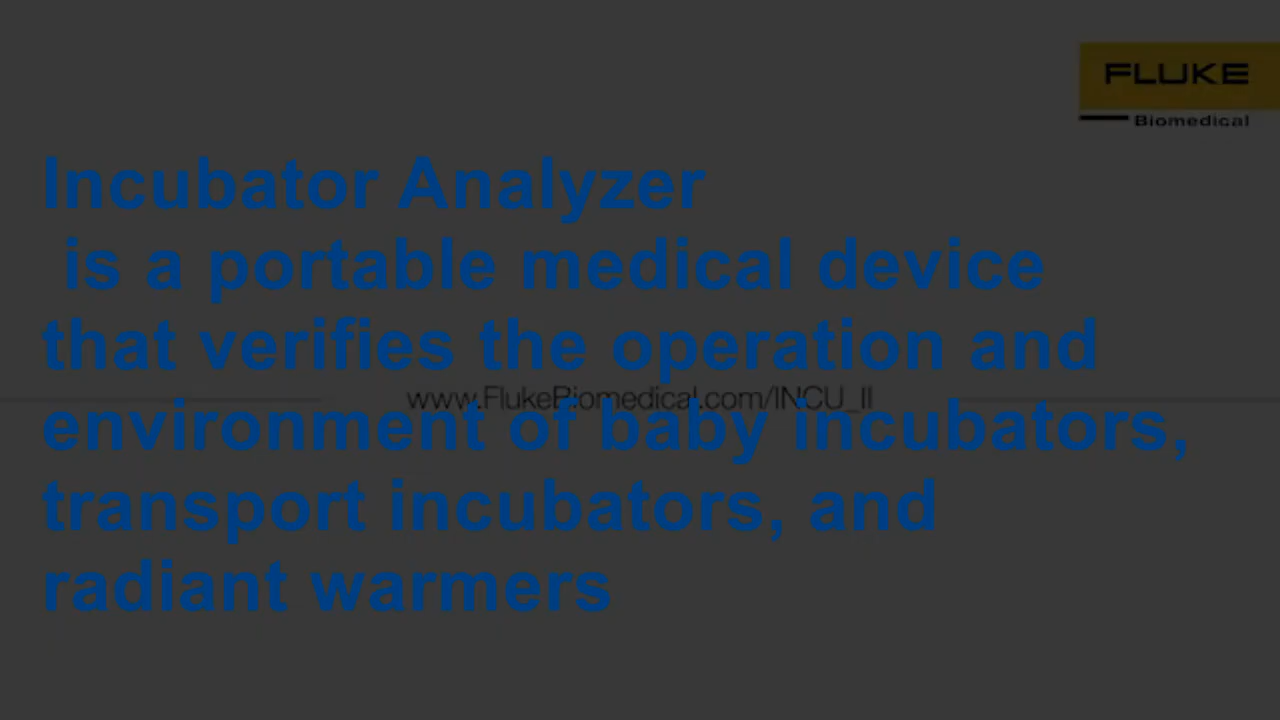 FLUKE
Biomedical
Incubator Analyzer
is a portable medical device
that verifies the operation and
www.FlukeBiomedical.com/INCU_II
environment of baby incubators,
transport incubators, and
radiant warmers